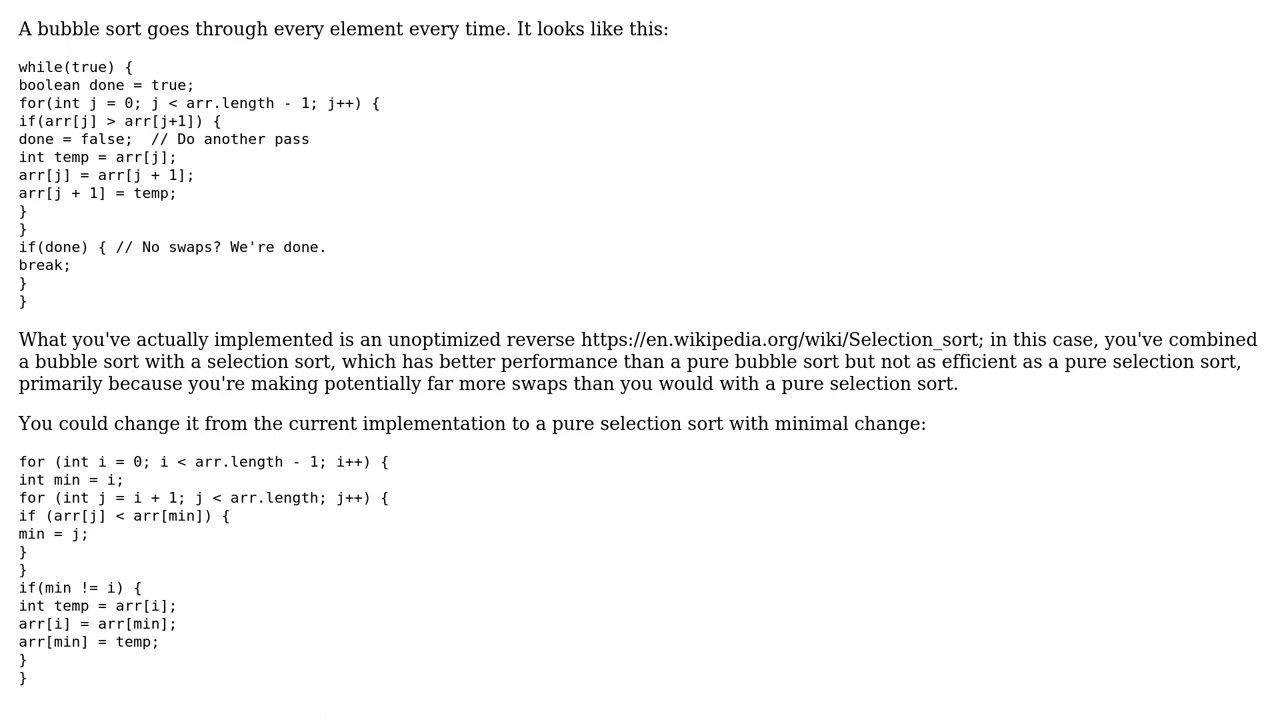 A bubble sort goes through every element every time. It looks like this:
while(true) {
boolean done = true;
for(int j = 0; j < arr.length - 1; j++) {
if(arr[j] > arr[j+1]) {
done = false;  // Do another pass
int temp = arr[j];
arr[j] = arr[j + 1];
arr[j + 1] = temp;
}
}
if(done) { // No swaps? We're done.
break;
}
}
What you've actually implemented is an unoptimized reverse https://en.wikipedia.org/wiki/Selection_sort; in this case, you've combined
a bubble sort with a selection sort, which has better performance than a pure bubble sort but not as efficient as a pure selection sort,
primarily because you're making potentially far more swaps than you would with a pure selection sort.
You could change it from the current implementation to a pure selection sort with minimal change:
for (int i = 0; i < arr.length - 1; i++) {
int min = i;
for (int j = i + 1; j < arr.length; j++) {
if (arr[j] < arr[min]) {
min = j;
}
}
if(min != i) {
int temp = arr[i];
arr[i] = arr[min];
arr[min] = temp;
}
}